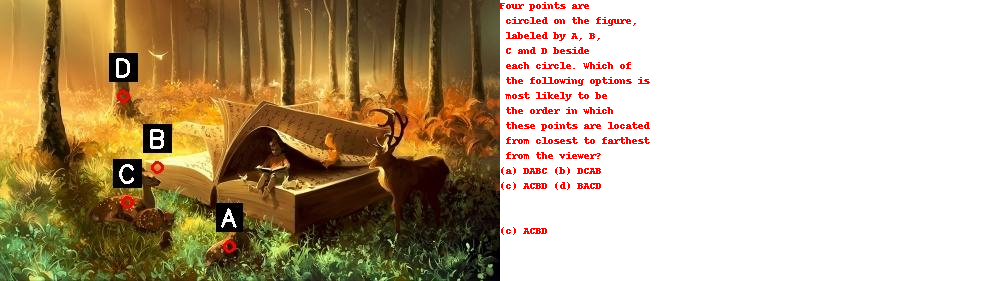 D
B
C
A
Four points are
circled on the figure,
labeled by A, B,
C and D beside
each circle. Which of
the following options is
most likely to be
the order in which
these points are located
from closest to farthest
from the viewer?
(a) DABC (b) DCAB
(c) ACBD (d) BACD
(c) ACBD